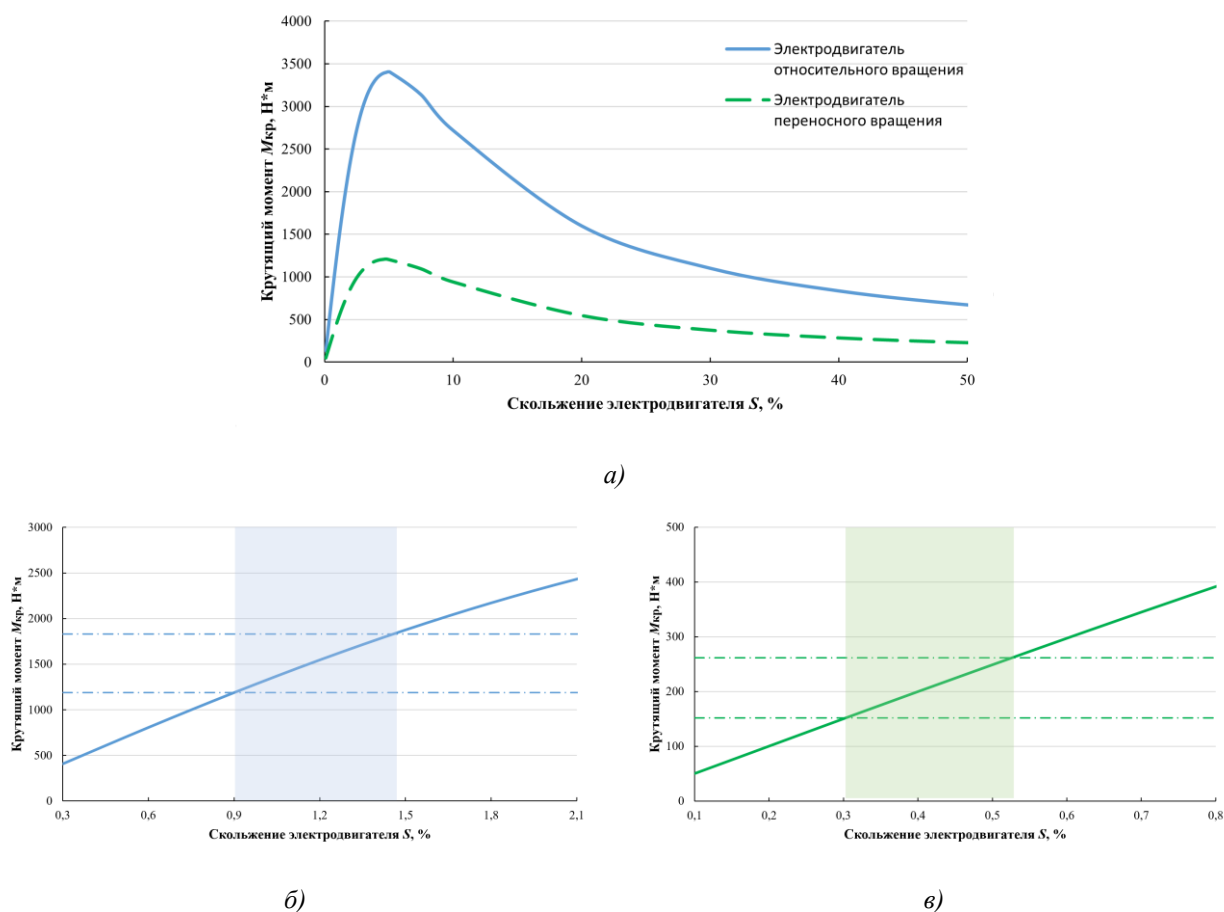 4000
3500
3000
2500
2000
1500
1000
500
0
Крутящий момент Мкр, Н*м
Электродвигатель
относительного вращения
Электродвигатель
переносного вращения
0 10 20 30 40 50
Скольжение электродвигателя S, %
а)
3000
2500
2000
1500
1000
500
0
Крутящий момент Мкр, Н*м
0,3 0,6 0,9 1,2 1,5 1,8 2,1
Скольжение электродвигателя S, %
б)
500
400
300
200
100
0
Крутящий момент Мкр, Н*м
0,1 0,2 0,3 0,4 0,5 0,6 0,7 0,8
Скольжение электродвигателя S, %
в)